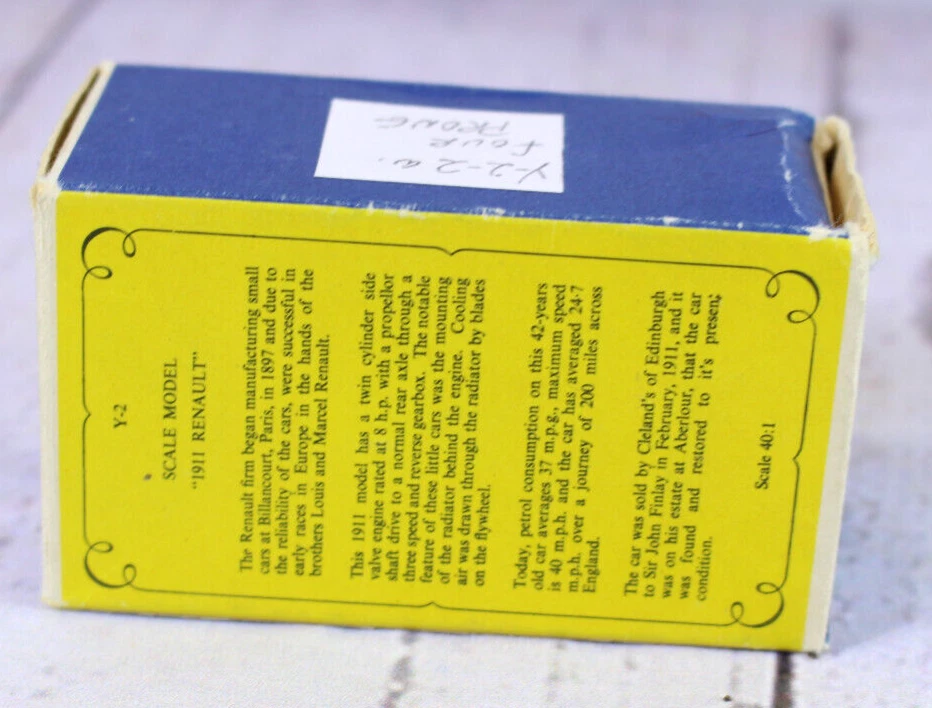 Y-2-2a.
FOUR
PRONG
Y-2
SCALE MODEL
"1911 RENAULT"
The Renault firm began manufacturing small
cars at Billancourt, Paris, in 1897 and due to
the reliability of the cars, were successful in
early races in Europe in the hands of the
brothers Louis and Marcel Renault.
This 1911 model has a twin cylinder side
valve engine rated at 8 h.p. with a propellor
shaft drive to a normal rear axle through a
three speed and reverse gearbox. The notable
feature of these little cars was the mounting
of the radiator behind the engine. Cooling
air was drawn through the radiator by blades
on the flywheel.
Today, petrol consumption on this 42-years
old car averages 37 m.p.g., maximum speed
is 40 m.p.h. and the car has averaged 24·7
m.p.h. over a journey of 200 miles across
England.
The car was sold by Cleland's of Edinburgh
to Sir John Finlay in February, 1911, and it
was on his estate at Aberlour, that the car
was found and restored to it's present
condition.
Scale 40:1